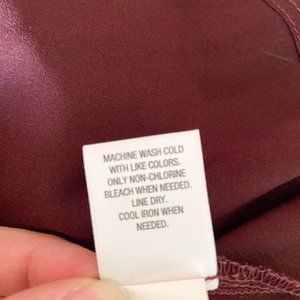 MACHINE WASH COLD
WITH LIKE COLORS.
ONLY NON-CHLORINE
BLEACH WHEN NEEDED.
LINE DRY.
COOL IRON WHEN
NEEDED.